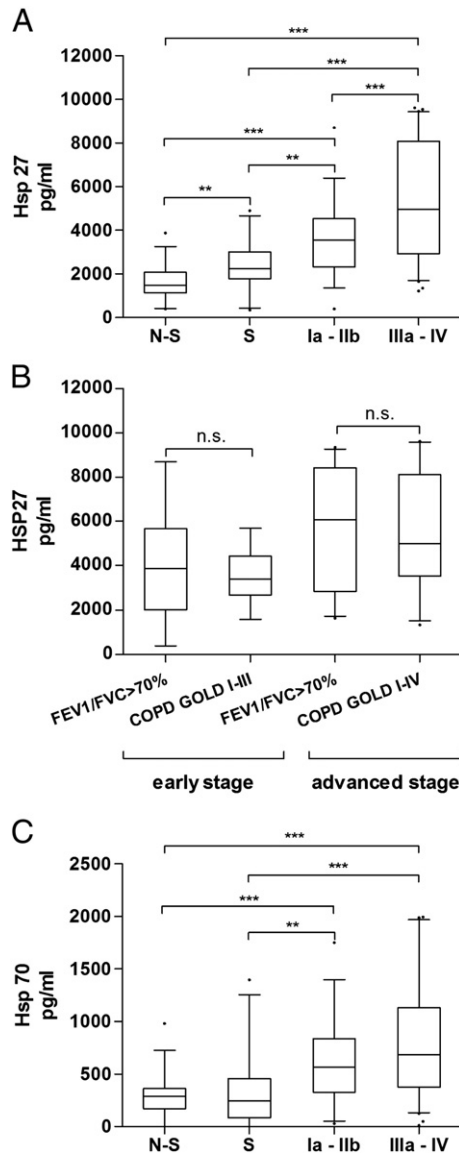 A
***
***
***
***
**
**
12000
10000
8000
6000
4000
2000
0
Hsp 27
pg/ml
N-S S Ia - IIb IIIa - IV
B
n.s.
n.s.
12000
10000
8000
6000
4000
2000
0
HSP27
pg/ml
FEV1/FVC>70% COPD GOLD I-III FEV1/FVC>70% COPD GOLD I-IV
early stage advanced stage
C
***
***
***
**
2500
2000
1500
1000
500
0
Hsp 70
pg/ml
N-S S Ia - IIb IIIa - IV